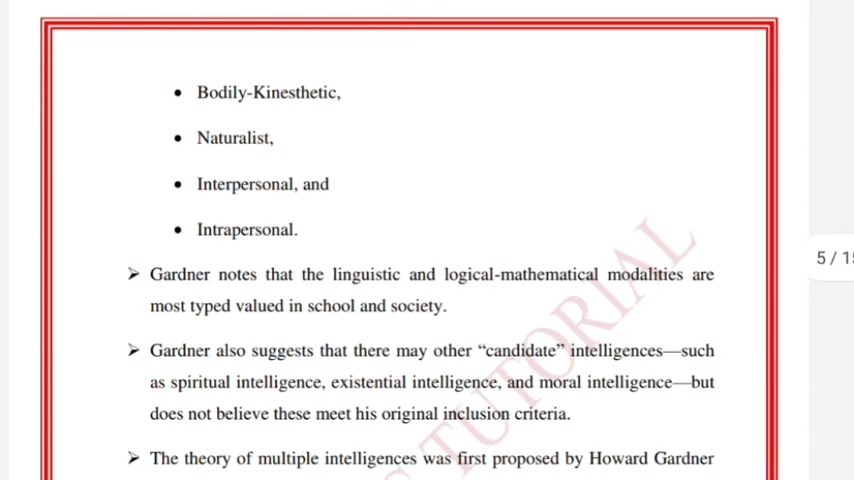 • Bodily-Kinesthetic,
• Naturalist,
• Interpersonal, and
• Intrapersonal.
➢ Gardner notes that the linguistic and logical-mathematical modalities are
most typed valued in school and society.
➢ Gardner also suggests that there may other “candidate” intelligences—such
as spiritual intelligence, existential intelligence, and moral intelligence—but
does not believe these meet his original inclusion criteria.
➢ The theory of multiple intelligences was first proposed by Howard Gardner
TUTORIAL
5 / 15